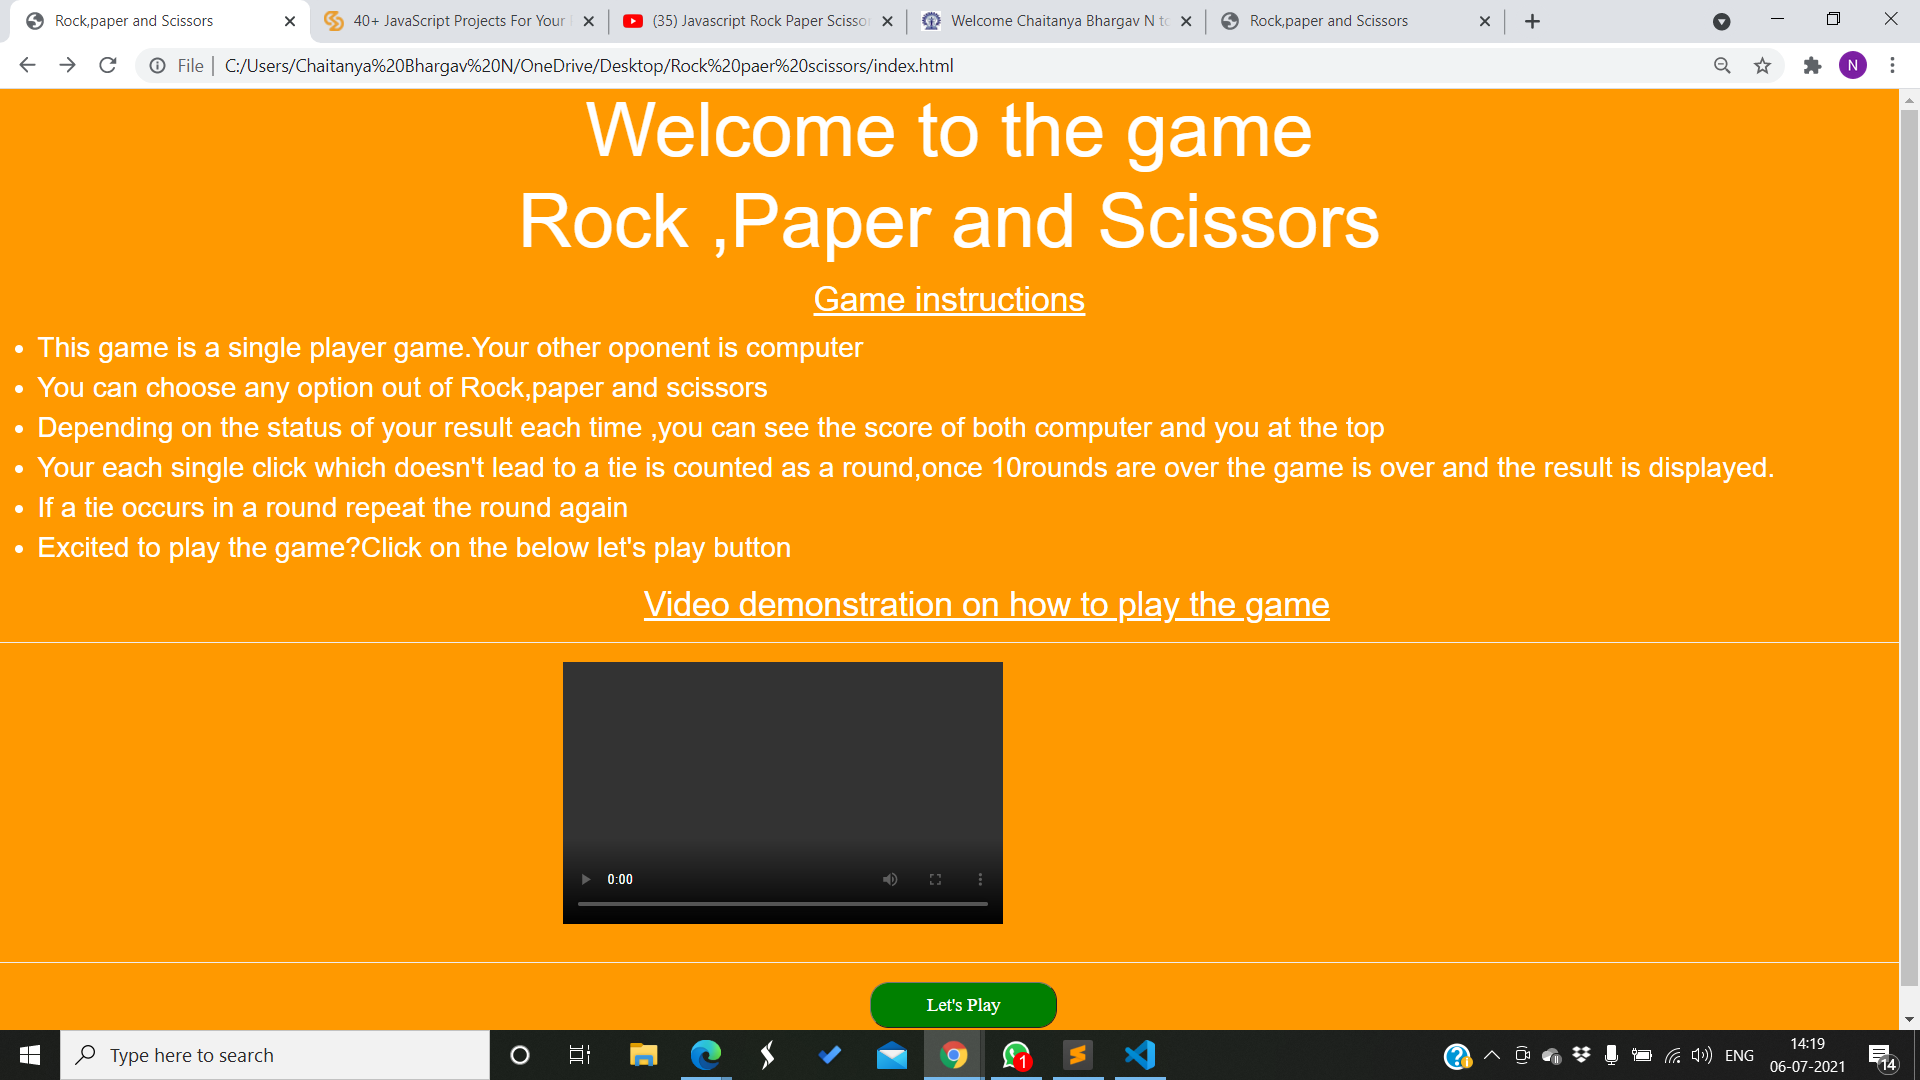 Rock,paper and Scissors
40+ JavaScript Projects For Your
(35) Javascript Rock Paper Scissor
Welcome Chaitanya Bhargav N to
Rock,paper and Scissors
File
C:/Users/Chaitanya%20Bhargav%20N/OneDrive/Desktop/Rock%20paer%20scissors/index.html
N
Welcome to the game
Rock ,Paper and Scissors
Game instructions
This game is a single player game.Your other oponent is computer
You can choose any option out of Rock,paper and scissors
Depending on the status of your result each time ,you can see the score of both computer and you at the top
Your each single click which doesn't lead to a tie is counted as a round,once 10rounds are over the game is over and the result is displayed.
If a tie occurs in a round repeat the round again
Excited to play the game?Click on the below let's play button
Video demonstration on how to play the game
0:00
Let's Play
Type here to search
1
ENG
14:19
06-07-2021
14